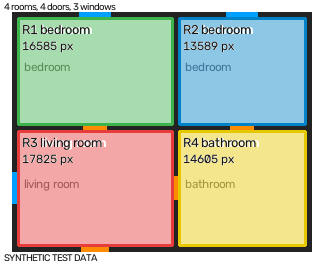 4 rooms, 4 doors, 3 windows
R1 bedroom
16585 px
bedroom
R2 bedroom
13589 px
bedroom
R3 living room
17825 px
living room
R4 bathroom
14605 px
bathroom
SYNTHETIC TEST DATA